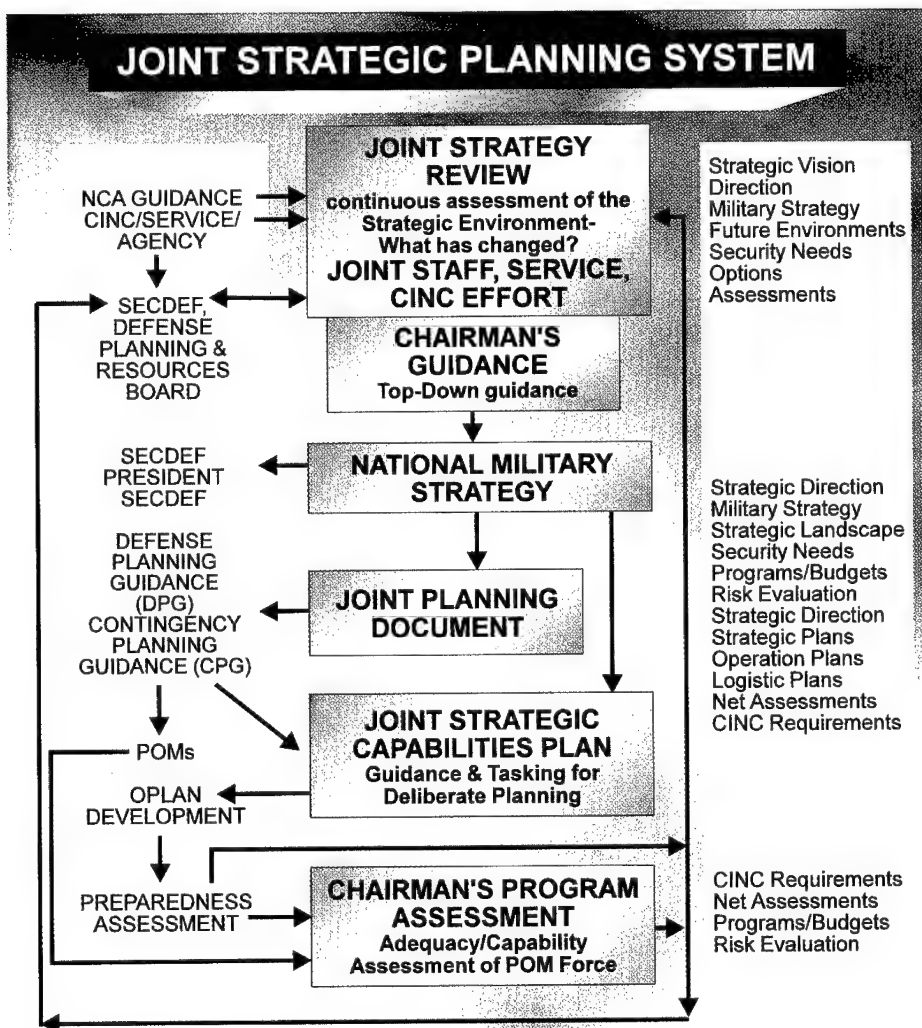 JOINT STRATEGIC PLANNING SYSTEM
JOINT STRATEGY
REVIEW
continuous assessment of the
Strategic Environment-
What has changed?
JOINT STAFF, SERVICE,
CINC EFFORT
NCA GUIDANCE
CINC/SERVICE/
AGENCY
SECDEF,
DEFENSE
PLANNING &
RESOURCES
BOARD
Strategic Vision
Direction
Military Strategy
Future Environments
Security Needs
Options
Assessments
CHAIRMAN'S
GUIDANCE
Top-Down guidance
SECDEF
PRESIDENT
SECDEF
NATIONAL MILITARY
STRATEGY
DEFENSE
PLANNING
GUIDANCE
(DPG)
CONTINGENCY
PLANNING
GUIDANCE (CPG)
JOINT PLANNING
DOCUMENT
Strategic Direction
Military Strategy
Strategic Landscape
Security Needs
Programs/Budgets
Risk Evaluation
Strategic Direction
Strategic Plans
Operation Plans
Logistic Plans
Net Assessments
CINC Requirements
POMs
OPLAN
DEVELOPMENT
JOINT STRATEGIC
CAPABILITIES PLAN
Guidance & Tasking for
Deliberate Planning
PREPAREDNESS
ASSESSMENT
CHAIRMAN'S PROGRAM
ASSESSMENT
Adequacy/Capability
Assessment of POM Force
CINC Requirements
Net Assessments
Programs/Budgets
Risk Evaluation